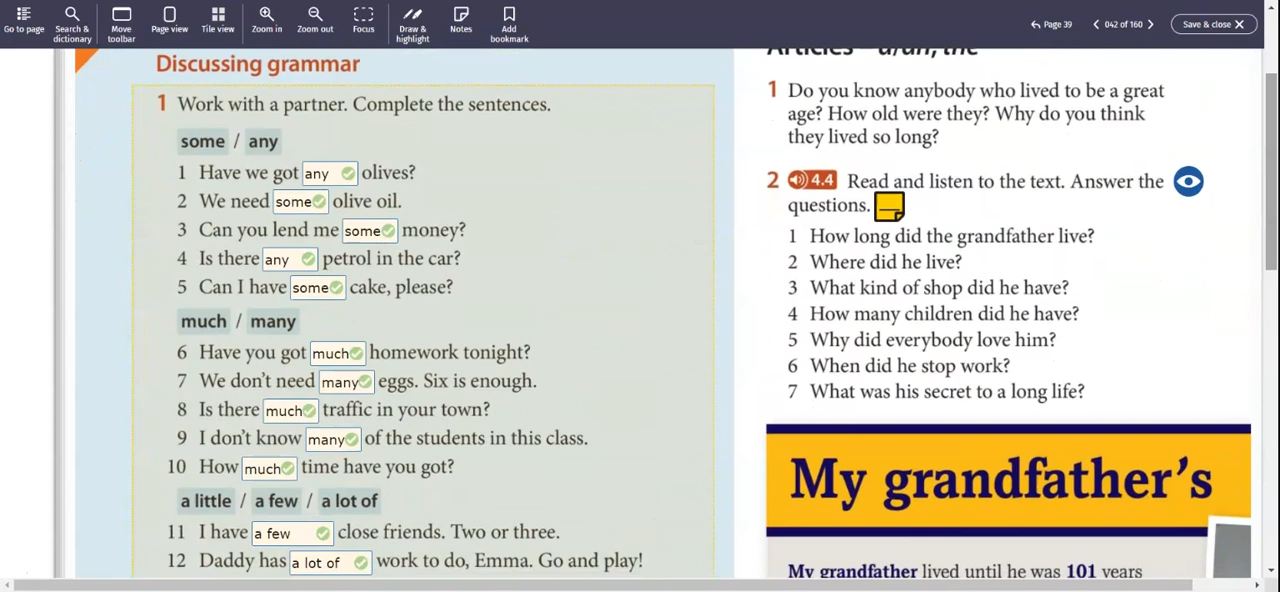 Go to page
Search & dictionary
Move toolbar
Page view
Tile view
Zoom in
Zoom out
Focus
Draw & highlight
Notes
Add bookmark
Page 39
042 of 160
Save & close
Discussing grammar
1 Work with a partner. Complete the sentences.
some / any
1 Have we got any olives?
2 We need some olive oil.
3 Can you lend me some money?
4 Is there any petrol in the car?
5 Can I have some cake, please?
much / many
6 Have you got much homework tonight?
7 We don't need many eggs. Six is enough.
8 Is there much traffic in your town?
9 I don't know many of the students in this class.
10 How much time have you got?
a little / a few / a lot of
11 I have a few close friends. Two or three.
12 Daddy has a lot of work to do, Emma. Go and play!
Articles – a/an, the
1 Do you know anybody who lived to be a great
age? How old were they? Why do you think
they lived so long?
2 4.4 Read and listen to the text. Answer the
questions.
1 How long did the grandfather live?
2 Where did he live?
3 What kind of shop did he have?
4 How many children did he have?
5 Why did everybody love him?
6 When did he stop work?
7 What was his secret to a long life?
My grandfather's
My grandfather lived until he was 101 years